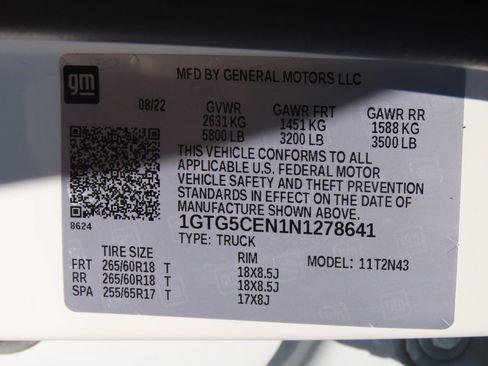 gm
MFD BY GENERAL MOTORS LLC
08/22 GVWR GAWR FRT GAWR RR
2631 KG 1451 KG 1588 KG
5800 LB 3200 LB 3500 LB
THIS VEHICLE CONFORMS TO ALL
APPLICABLE U.S. FEDERAL MOTOR
VEHICLE SAFETY AND THEFT PREVENTION
STANDARDS IN EFFECT ON THE DATE OF
MANUFACTURE SHOWN ABOVE.
8624 1GTG5CEN1N1278641
TYPE: TRUCK
TIRE SIZE RIM MODEL: 11T2N43
FRT 265/60R18 T 18X8.5J
RR 265/60R18 T 18X8.5J
SPA 255/65R17 T 17X8J